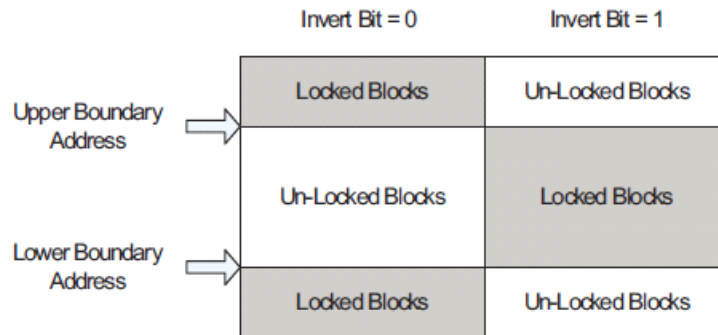 Invert Bit = 0
Invert Bit = 1
Locked Blocks
Un-Locked Blocks
Upper Boundary
Address
Un-Locked Blocks
Locked Blocks
Lower Boundary
Address
Locked Blocks
Un-Locked Blocks